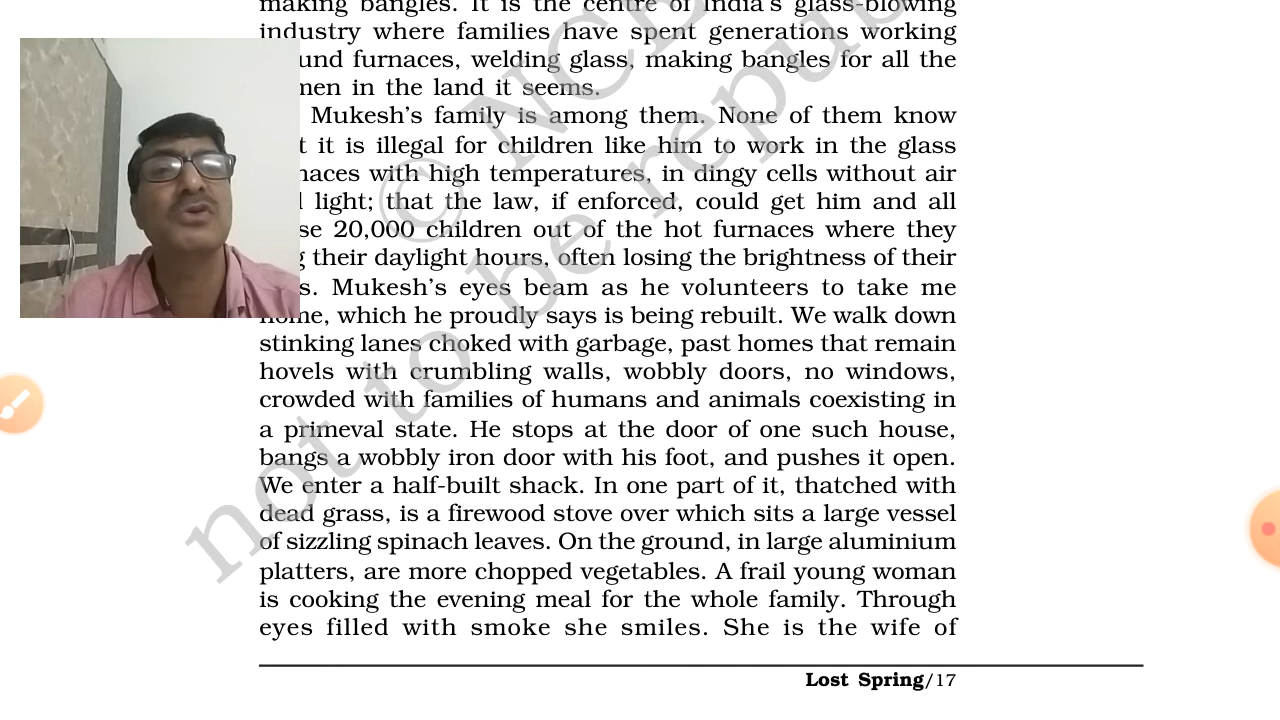 making bangles. It is the centre of India's glass-blowing
industry where families have spent generations working
und furnaces, welding glass, making bangles for all the
men in the land it seems.
Mukesh's family is among them. None of them know
t it is illegal for children like him to work in the glass
naces with high temperatures, in dingy cells without air
light; that the law, if enforced, could get him and all
se 20,000 children out of the hot furnaces where they
their daylight hours, often losing the brightness of their
s. Mukesh's eyes beam as he volunteers to take me
home, which he proudly says is being rebuilt. We walk down
stinking lanes choked with garbage, past homes that remain
hovels with crumbling walls, wobbly doors, no windows,
crowded with families of humans and animals coexisting in
a primeval state. He stops at the door of one such house,
bangs a wobbly iron door with his foot, and pushes it open.
We enter a half-built shack. In one part of it, thatched with
dead grass, is a firewood stove over which sits a large vessel
of sizzling spinach leaves. On the ground, in large aluminium
platters, are more chopped vegetables. A frail young woman
is cooking the evening meal for the whole family. Through
eyes filled with smoke she smiles. She is the wife of
Lost Spring/17
© NCE
not to be repub